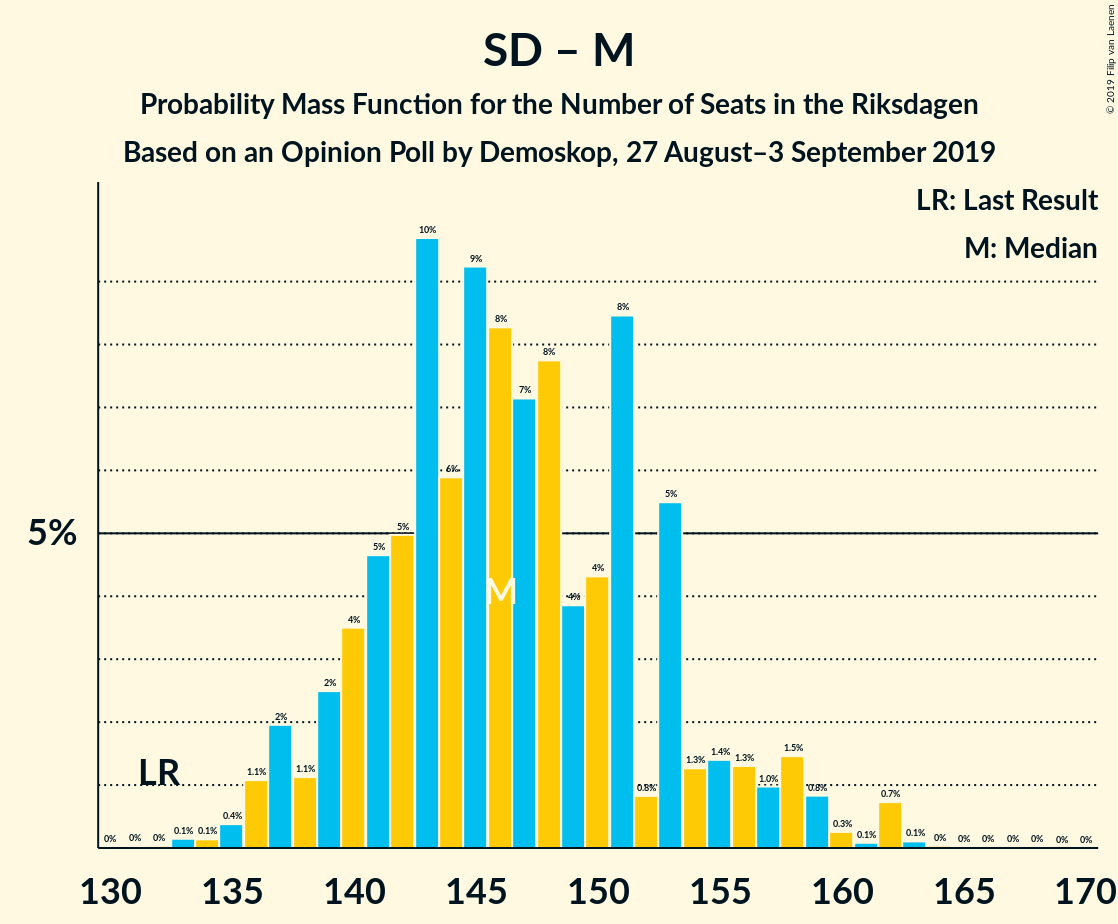 SD – M
Probability Mass Function for the Number of Seats in the Riksdagen
Based on an Opinion Poll by Demoskop, 27 August–3 September 2019
© 2019 Filip van Laenen
LR: Last Result
M: Median
5%
LR
M
0% 0% 0% 0.1% 0.1% 0.4% 1.1% 2% 1.1% 2% 4% 5% 5% 10% 6% 9% 8% 7% 8% 4% 4% 8% 0.8% 5% 1.3% 1.4% 1.3% 1.0% 1.5% 0.8% 0.3% 0.1% 0.7% 0.1% 0% 0% 0% 0% 0% 0% 0%
130 135 140 145 150 155 160 165 170